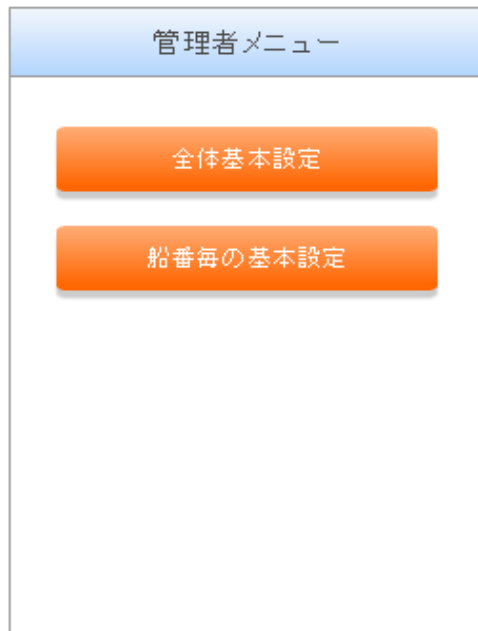 管理者メニュー
全体基本設定
船番毎の基本設定